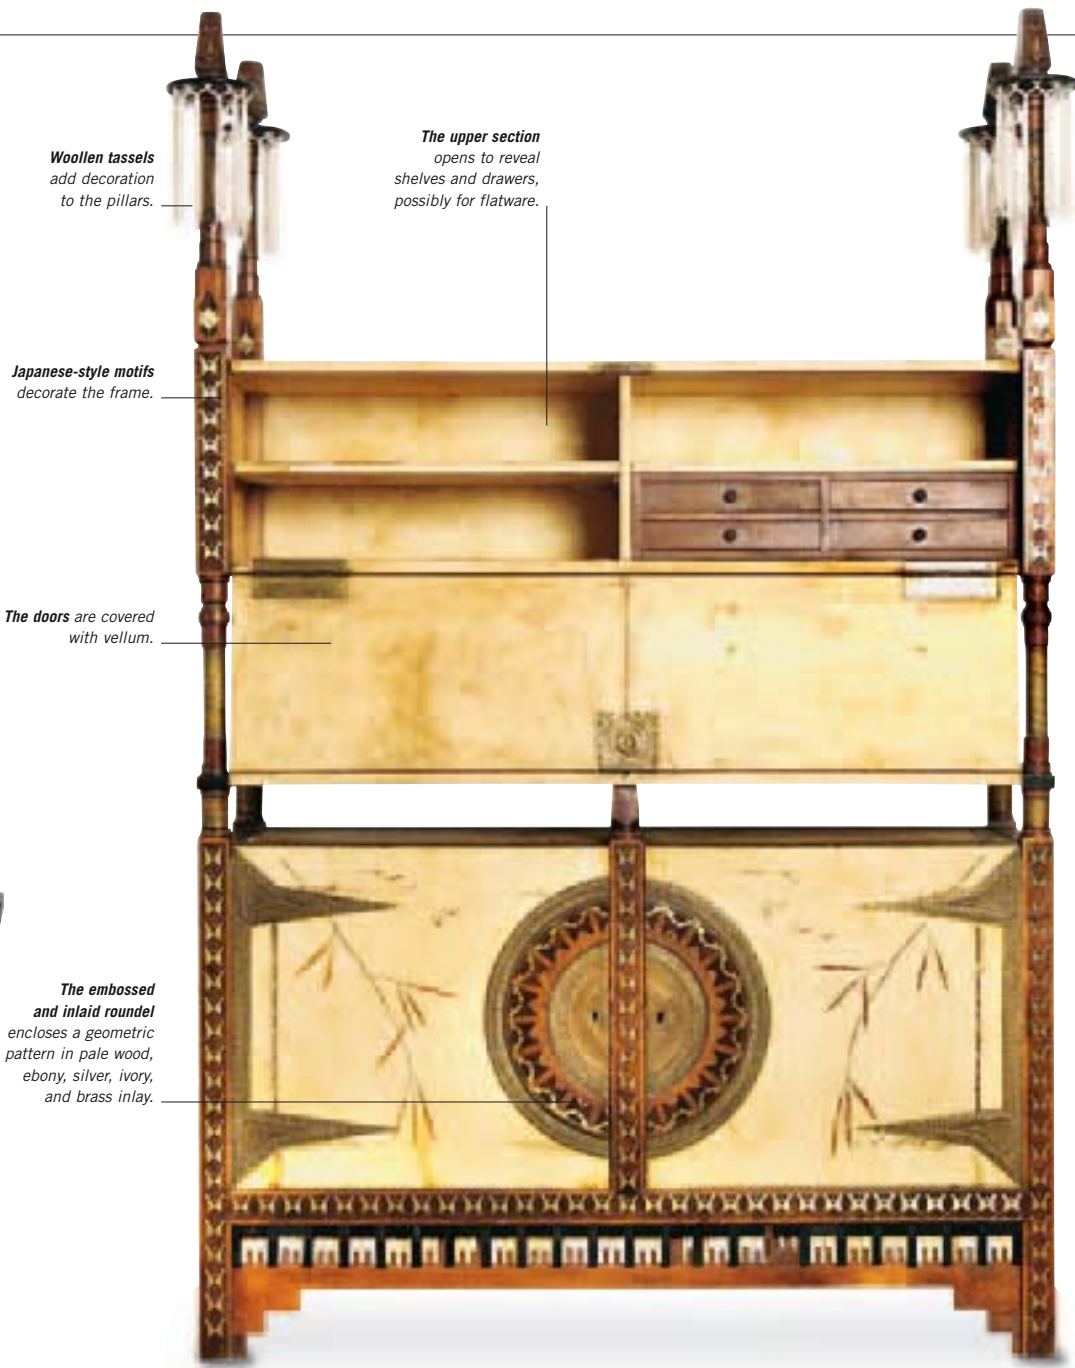 Woollen tassels
add decoration
to the pillars.
The upper section
opens to reveal
shelves and drawers,
possibly for flatware.
Japanese-style motifs
decorate the frame.
The doors are covered
with vellum.
The embossed
and inlaid roundel
encloses a geometric
pattern in pale wood,
ebony, silver, ivory,
and brass inlay.